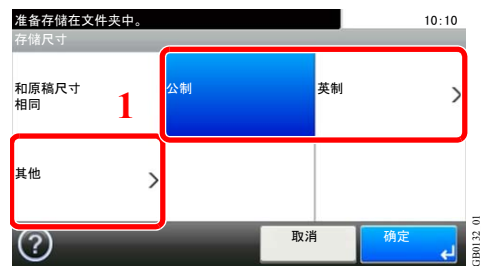 准备存储在文件夹中。 10:10
存储尺寸
和原稿尺寸
相同
1
公制
英制
其他
取消
确定
GB0132_01